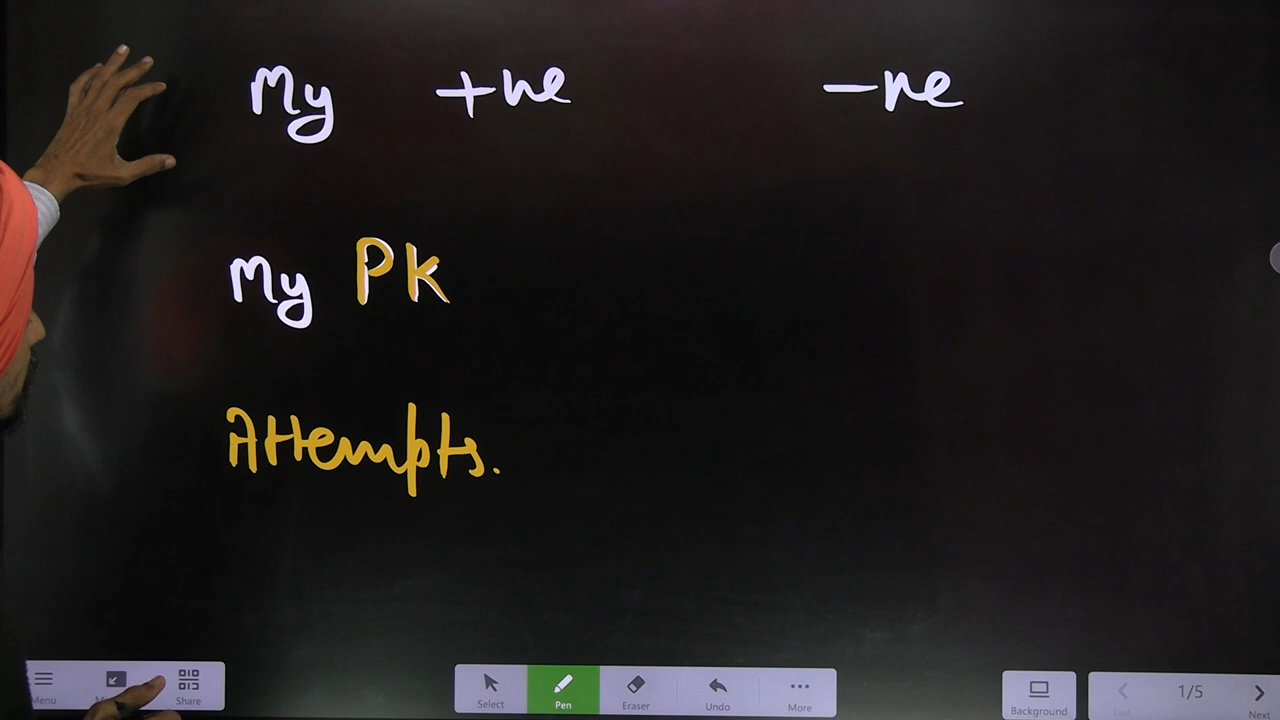 My +ve -ve
My PK
Attempts.
Menu Share Select Pen Eraser Undo More Background 1/5 Next